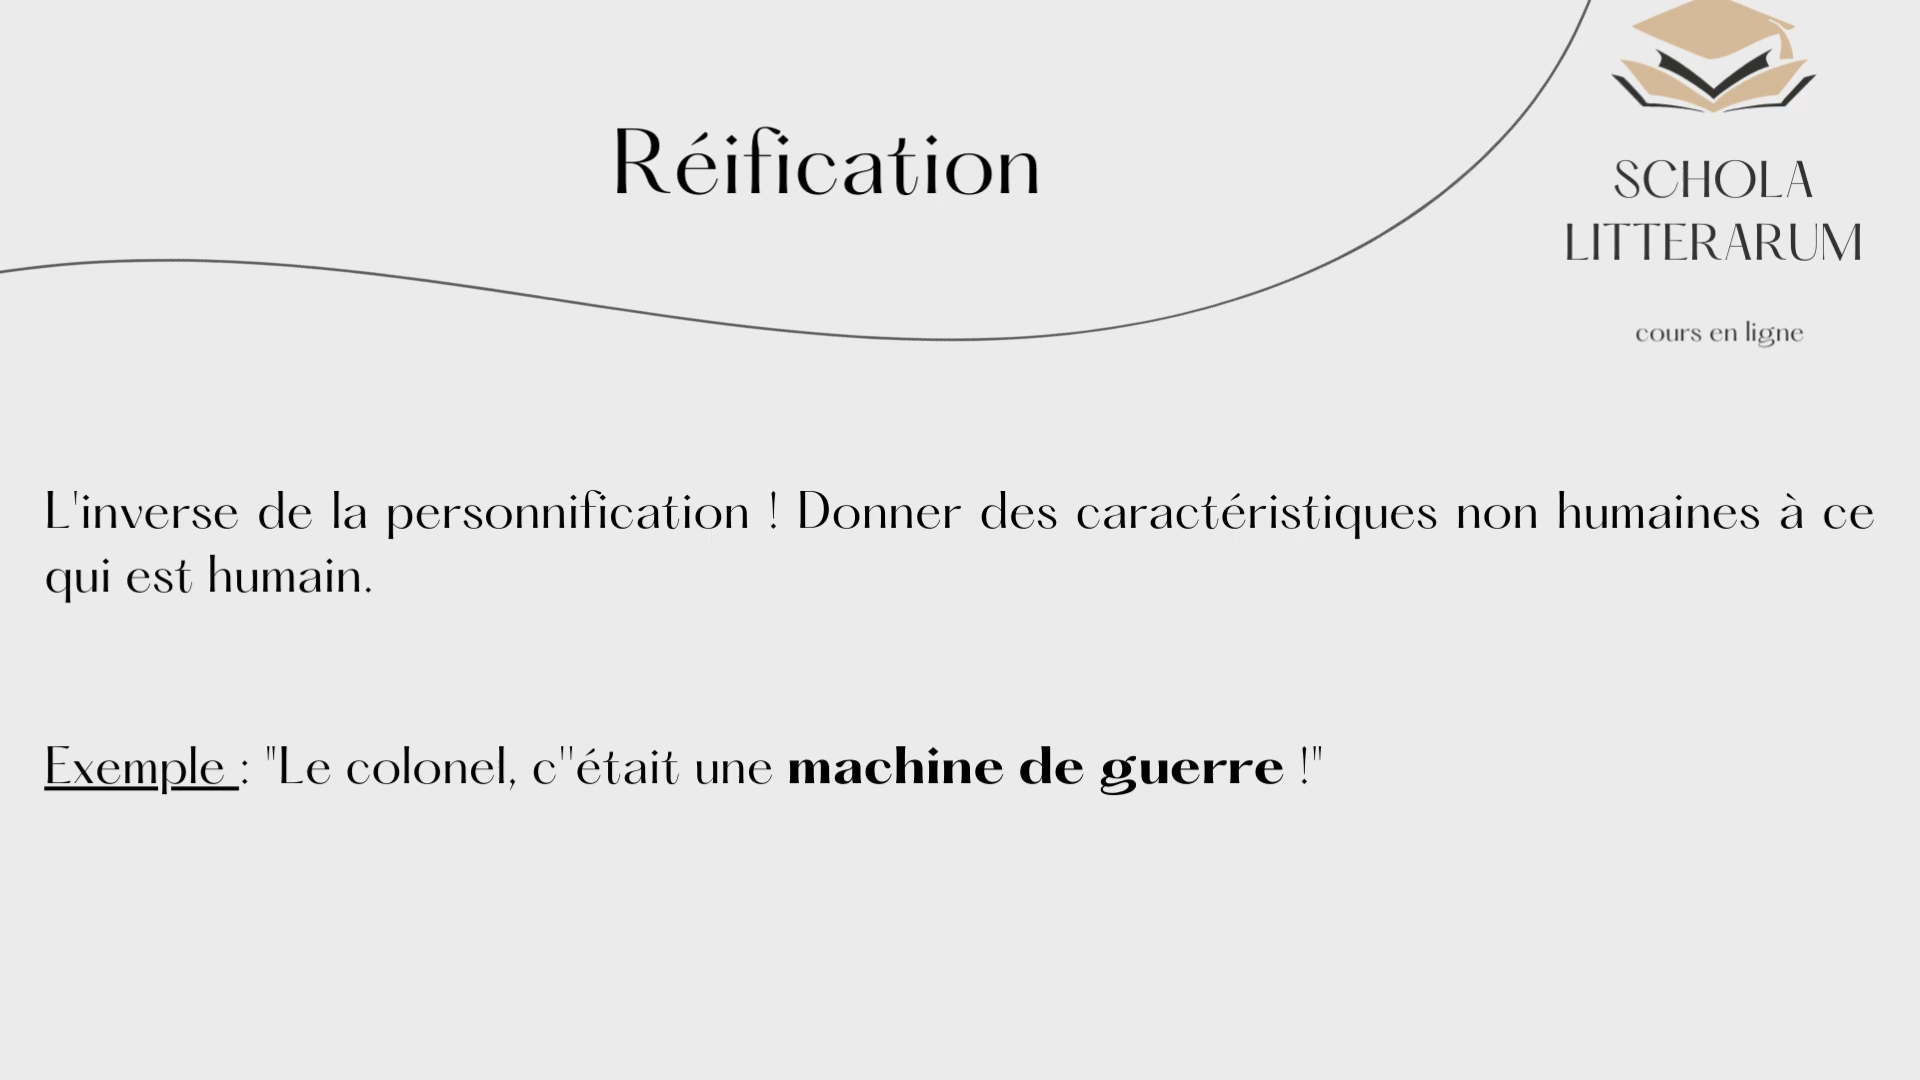 Réification
SCHOLA
LITTERARUM
cours en ligne
L'inverse de la personnification ! Donner des caractéristiques non humaines à ce
qui est humain.
Exemple : "Le colonel, c''était une machine de guerre !"